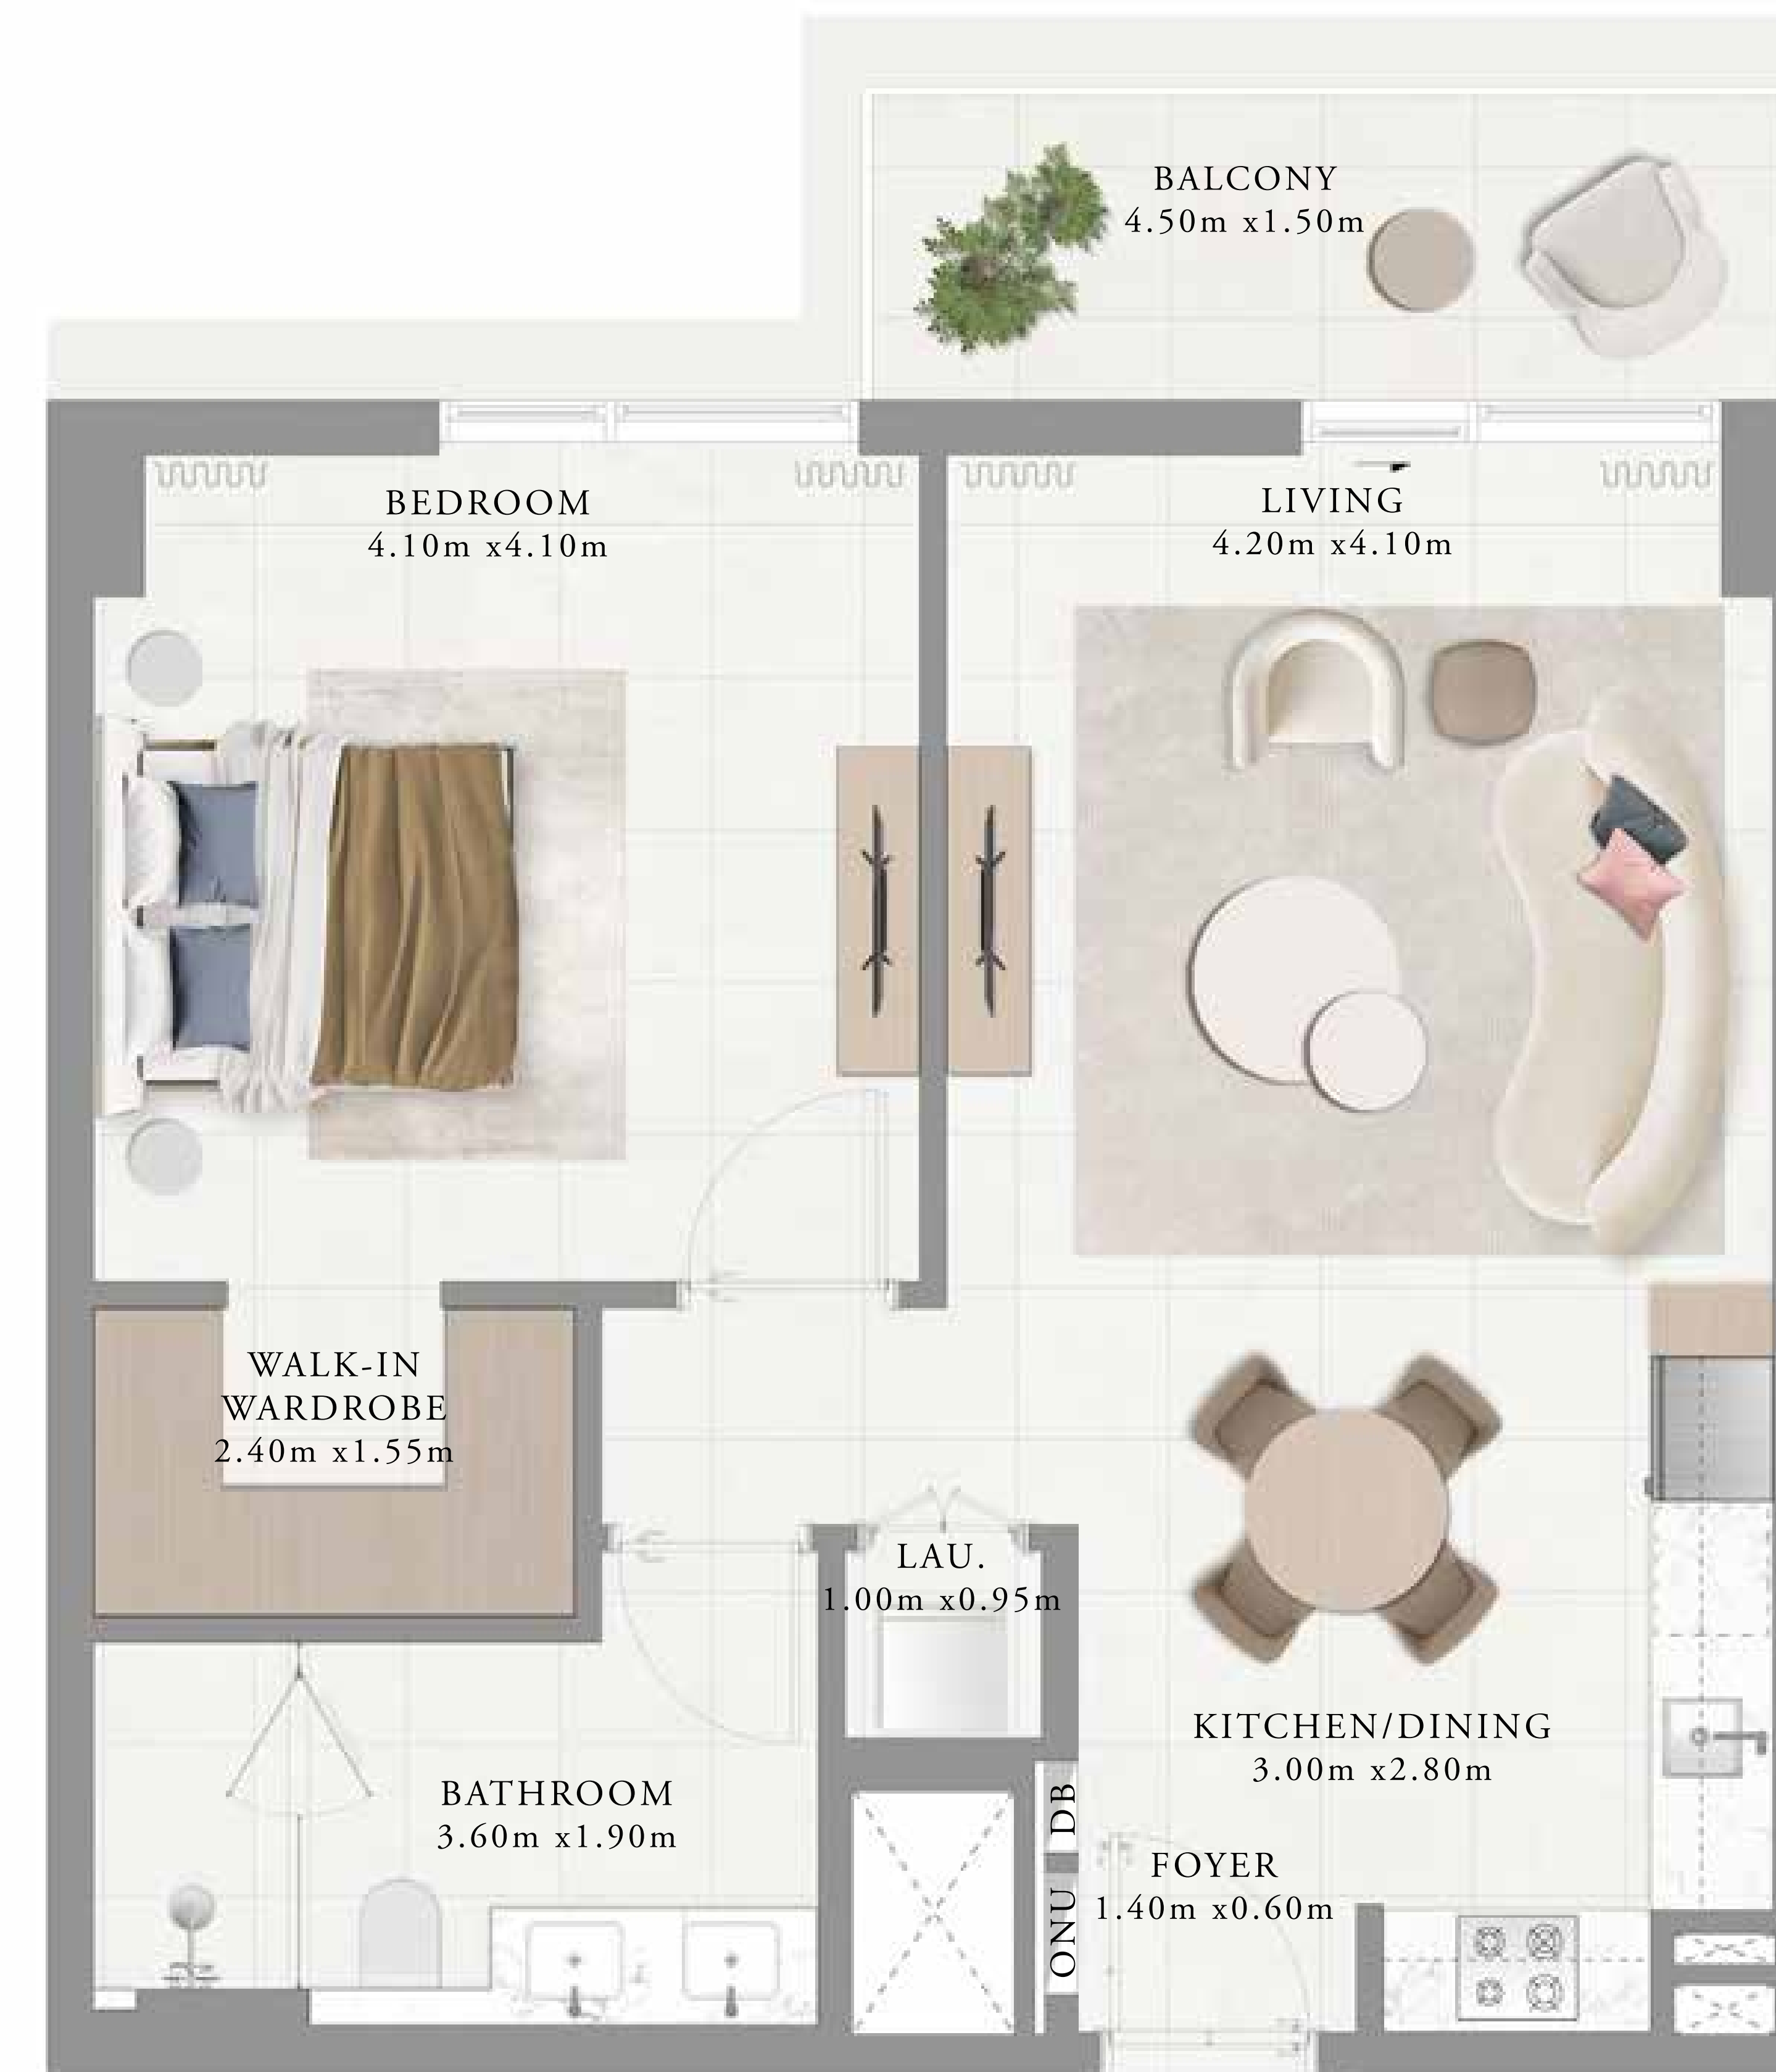 BALCONY
4.50m x1.50m
BEDROOM
4.10m x4.10m
LIVING
4.20m x4.10m
WALK-IN
WARDROBE
2.40m x1.55m
LAU.
1.00m x0.95m
KITCHEN/DINING
3.00m x2.80m
BATHROOM
3.60m x1.90m
DB
FOYER
1.40m x0.60m
ONU